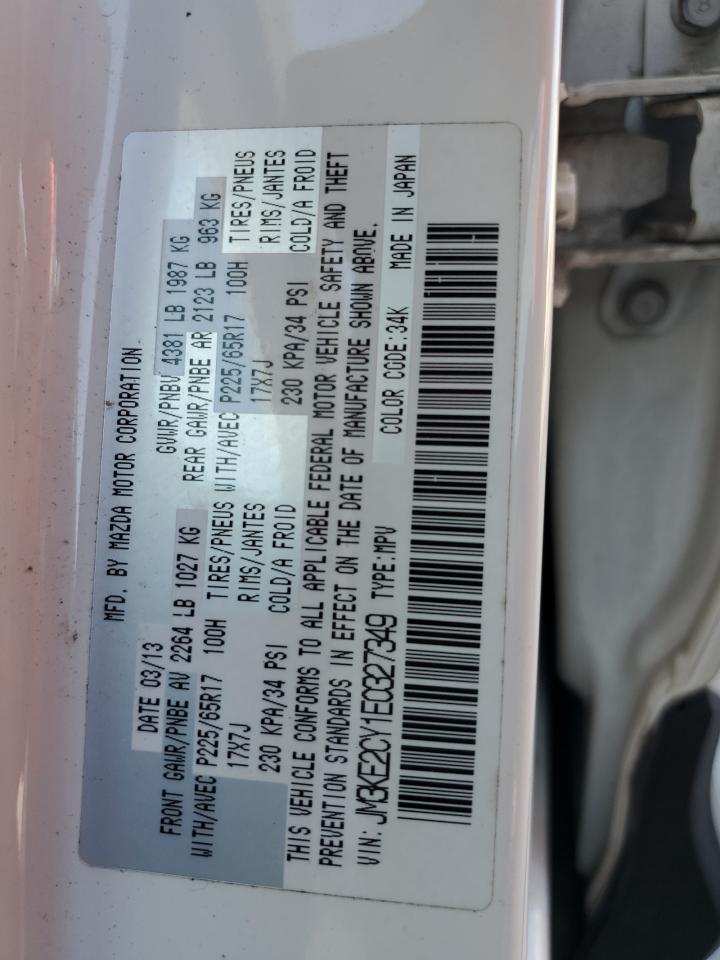 MFD. BY MAZDA MOTOR CORPORATION
DATE 03/13 GVWR/PNBV 4381 LB 1987 KG
FRONT GAWR/PNBE AV 2264 LB 1027 KG REAR GAWR/PNBE AR 2123 LB 963 KG
WITH/AVEC P225/65R17 100H TIRES/PNEUS WITH/AVEC P225/65R17 100H TIRES/PNEUS
17X7J RIMS/JANTES 17X7J RIMS/JANTES
230 KPA/34 PSI COLD/A FROID 230 KPA/34 PSI COLD/A FROID
THIS VEHICLE CONFORMS TO ALL APPLICABLE FEDERAL MOTOR VEHICLE SAFETY AND THEFT
PREVENTION STANDARDS IN EFFECT ON THE DATE OF MANUFACTURE SHOWN ABOVE.
VIN: JM3KE2CY1E0327349 TYPE:MPV COLOR CODE:34K MADE IN JAPAN